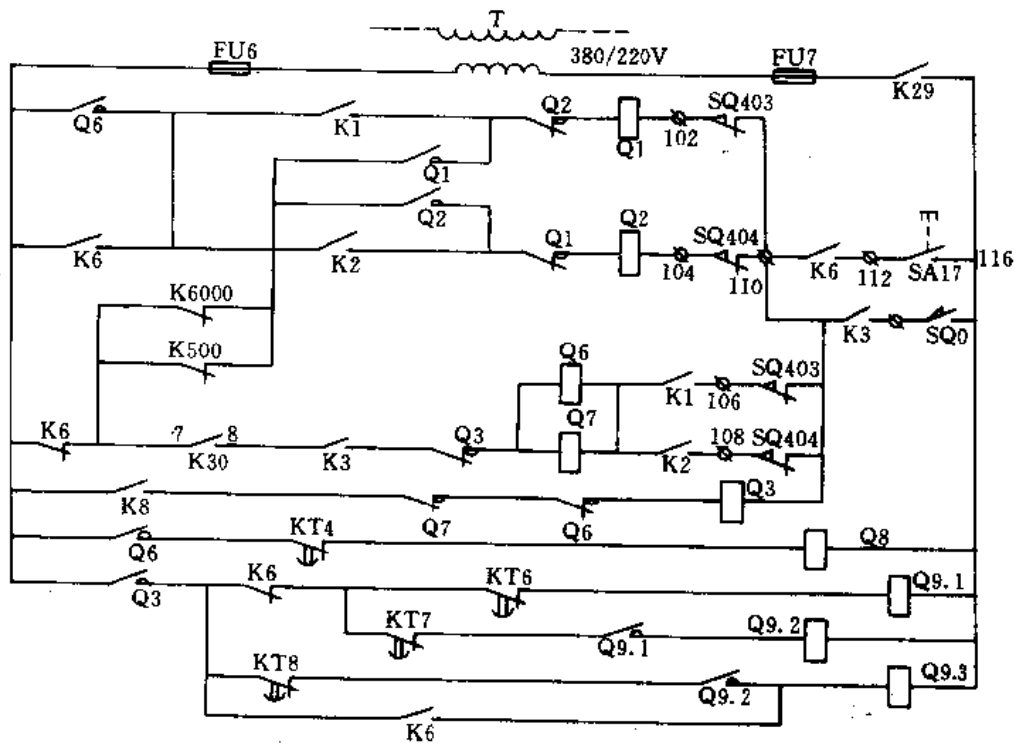 T
FU6
380/220V
FU7
K29
Q6
K1
Q2
Q1
102
SQ403
Q1
Q2
K6
K2
Q1
Q2
104
SQ404
110
K6
112
SA17
116
K6000
K500
K3
SQ0
Q6
K1
106
SQ403
K6
7
8
K30
K3
Q3
Q7
K2
108
SQ404
K8
Q7
Q6
Q3
Q6
KT4
Q8
Q3
K6
KT6
Q9.1
KT7
Q9.1
Q9.2
KT8
Q9.2
Q9.3
K6